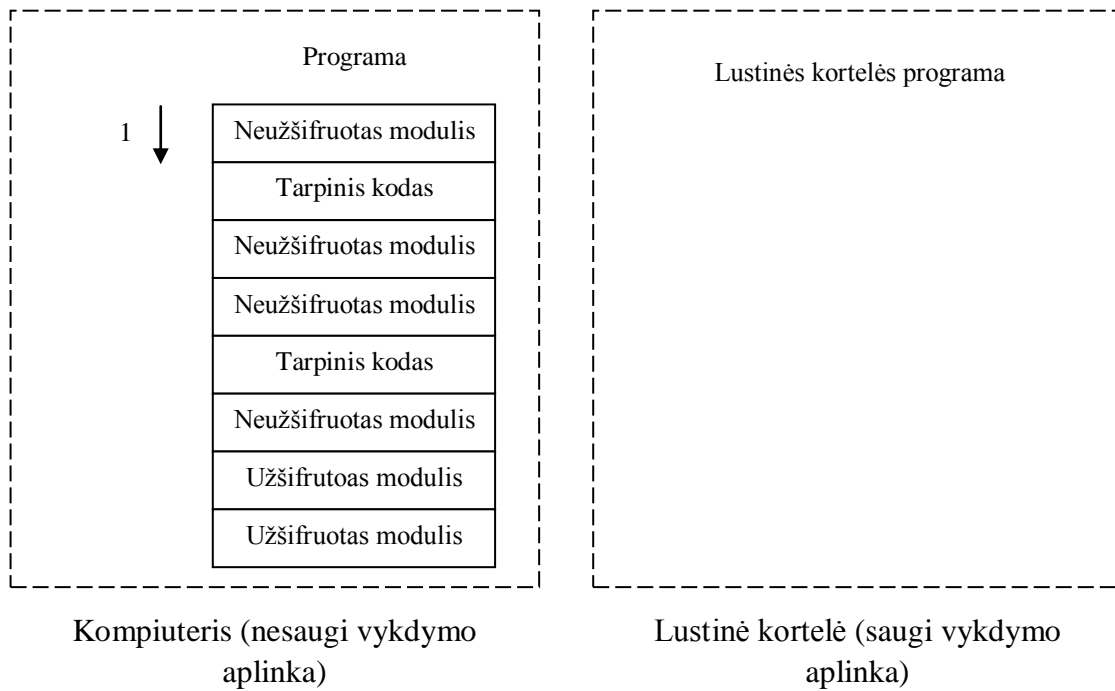 Programa
1
Neužšifruotas modulis
Tarpinis kodas
Neužšifruotas modulis
Neužšifruotas modulis
Tarpinis kodas
Neužšifruotas modulis
Užšifrutoas modulis
Užšifruotas modulis
Kompiuteris (nesaugi vykdymo
aplinka)
Lustinės kortelės programa
Lustinė kortelė (saugi vykdymo
aplinka)